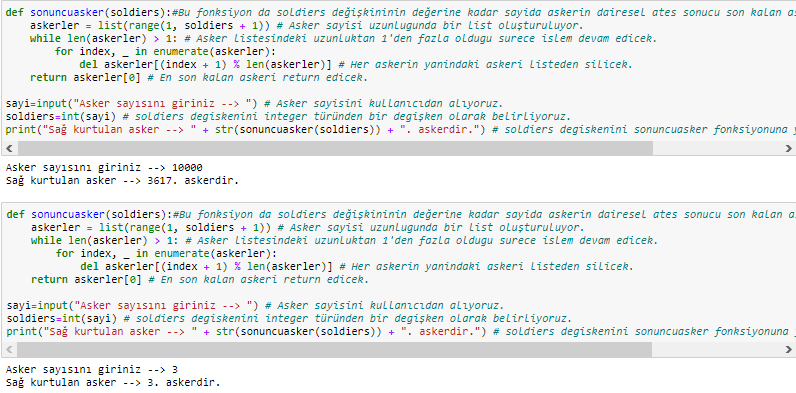 def sonuncuasker(soldiers):#Bu fonksiyon da soldiers değişkininin değerine kadar sayida askerin dairesel ates sonucu son kalan as
askerler = list(range(1, soldiers + 1)) # Asker sayisi uzunlugunda bir list oluşturuluyor.
while len(askerler) > 1: # Asker Listesindeki uzunluktan 1'den fazla oldugu surece islem devam edicek.
for index, _ in enumerate(askerler):
del askerler[(index + 1) % len(askerler)] # Her askerin yanindaki askeri listeden silicek.
return askerler[0] # En son kalan askeri return edicek.
sayi=input("Asker sayısını giriniz --> ") # Asker sayisini kullanıcıdan alıyoruz.
soldiers=int(sayi) # soldiers degiskenini integer türünden bir degişken olarak belirliyoruz.
print("Sağ kurtulan asker --> " + str(sonuncuasker(soldiers)) + ". askerdir.") # soldiers degiskenini sonuncuasker fonksiyonuna
Asker sayısını giriniz --> 10000
Sağ kurtulan asker --> 3617. askerdir.
def sonuncuasker(soldiers):#Bu fonksiyon da soldiers değişkininin değerine kadar sayida askerin dairesel ates sonucu son kalan as
askerler = list(range(1, soldiers + 1)) # Asker sayisi uzunlugunda bir list oluşturuluyor.
while len(askerler) > 1: # Asker Listesindeki uzunluktan 1'den fazla oldugu surece islem devam edicek.
for index, _ in enumerate(askerler):
del askerler[(index + 1) % len(askerler)] # Her askerin yanindaki askeri listeden silicek.
return askerler[0] # En son kalan askeri return edicek.
sayi=input("Asker sayısını giriniz --> ") # Asker sayisini kullanıcıdan alıyoruz.
soldiers=int(sayi) # soldiers degiskenini integer türünden bir degişken olarak belirliyoruz.
print("Sağ kurtulan asker --> " + str(sonuncuasker(soldiers)) + ". askerdir.") # soldiers degiskenini sonuncuasker fonksiyonuna
Asker sayısını giriniz --> 3
Sağ kurtulan asker --> 3. askerdir.